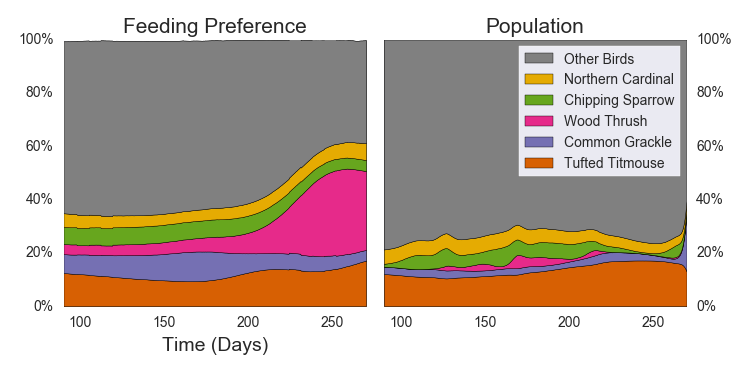 Feeding Preference
Population
100%
80%
60%
40%
20%
0%
100
150
200
250
Time (Days)
Other Birds
Northern Cardinal
Chipping Sparrow
Wood Thrush
Common Grackle
Tufted Titmouse
100
150
200
250
100%
80%
60%
40%
20%
0%